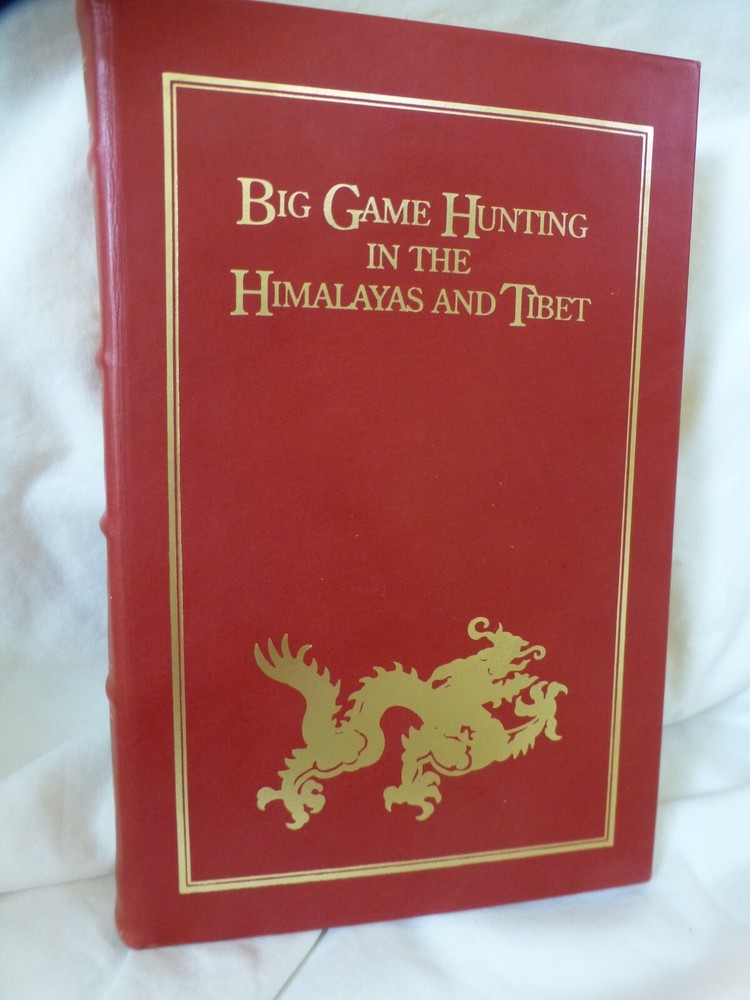 BIG GAME HUNTING
IN THE
HIMALAYAS AND TIBET